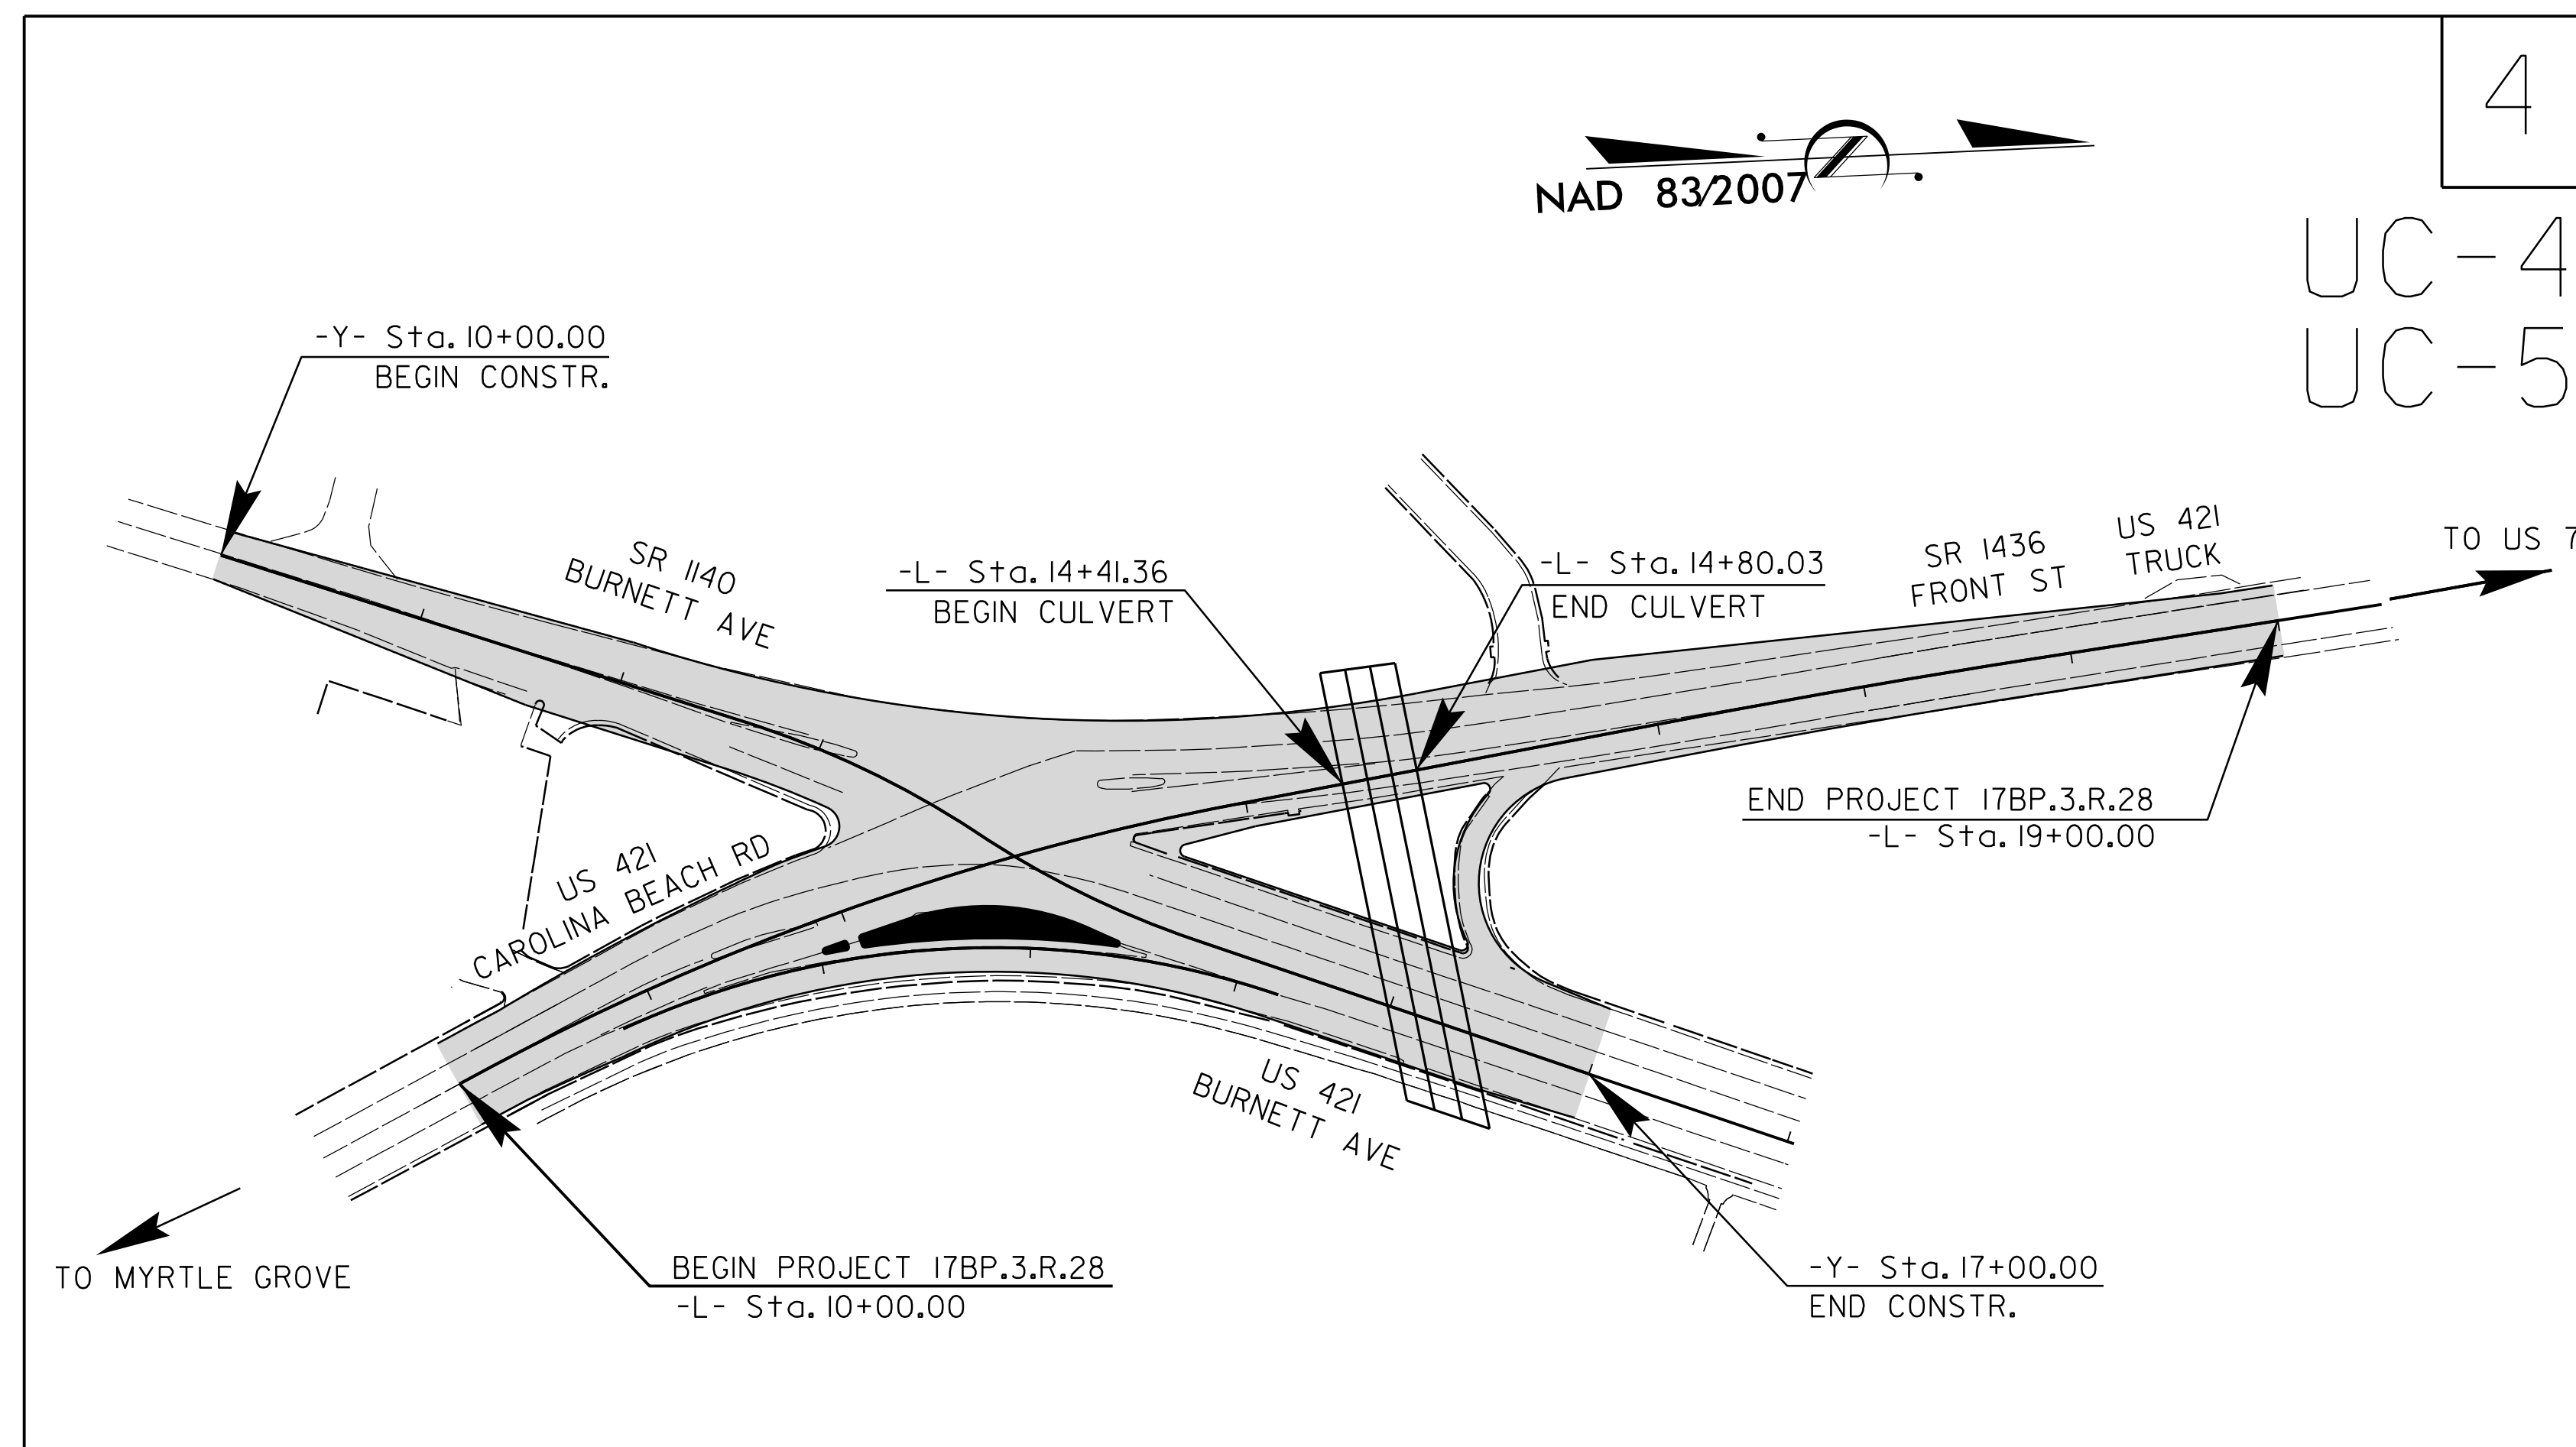 4
NAD 83/2007
UC-4
UC-5
-Y- Sta. 10+00.00
BEGIN CONSTR.
SR 1140
BURNETT AVE
-L- Sta. 14+41.36
BEGIN CULVERT
-L- Sta. 14+80.03
END CULVERT
SR 1436
FRONT ST
US 421
TRUCK
TO US 7
END PROJECT 17BP.3.R.28
-L- Sta. 19+00.00
US 421
CAROLINA BEACH RD
US 421
BURNETT AVE
TO MYRTLE GROVE
BEGIN PROJECT 17BP.3.R.28
-L- Sta. 10+00.00
-Y- Sta. 17+00.00
END CONSTR.